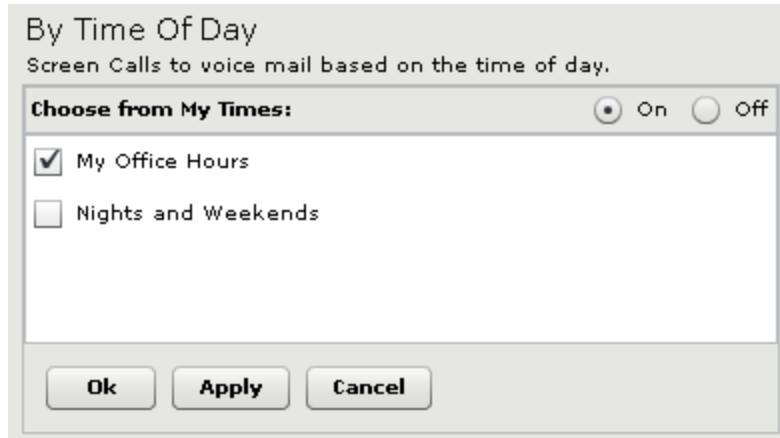 By Time Of Day
Screen Calls to voice mail based on the time of day.
Choose from My Times: On Off
My Office Hours
Nights and Weekends
Ok Apply Cancel